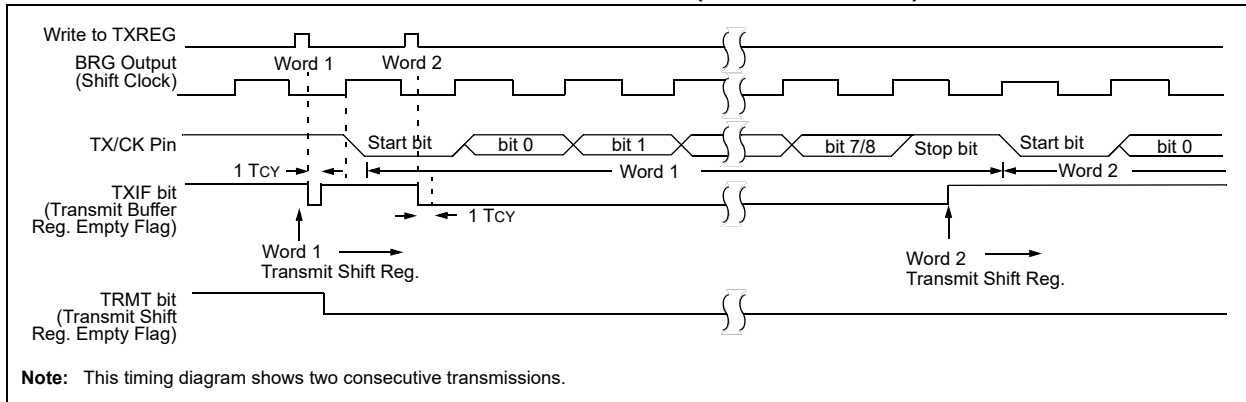 Write to TXREG
Word 1
Word 2
BRG Output
(Shift Clock)
TX/CK Pin
Start bit
bit 0
bit 1
bit 7/8
Stop bit
Start bit
bit 0
1 TCY
Word 1
Word 2
TXIF bit
(Transmit Buffer
Reg. Empty Flag)
1 TCY
Word 1
Transmit Shift Reg.
Word 2
Transmit Shift Reg.
TRMT bit
(Transmit Shift
Reg. Empty Flag)
Note: This timing diagram shows two consecutive transmissions.